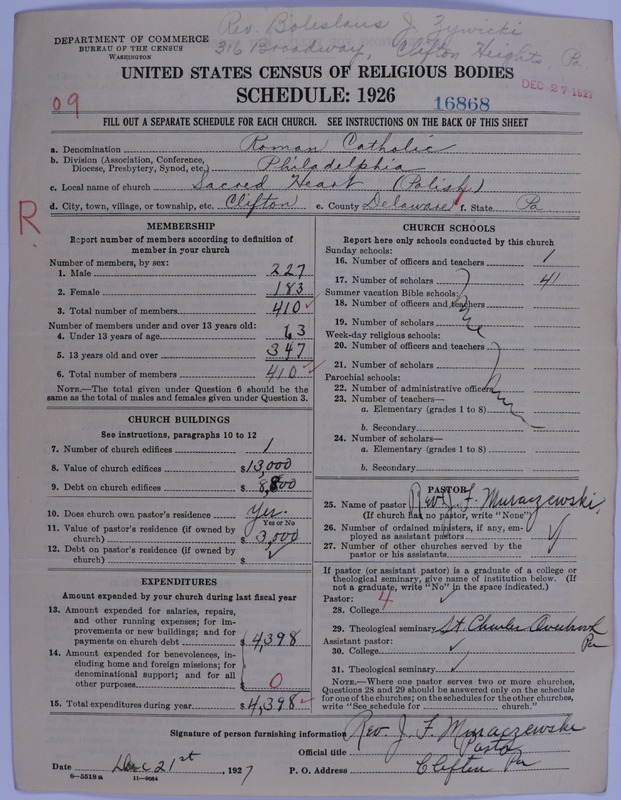 Rev. Boleslaus J. Zywicki
316 Broadway, Clifton Heights, Pa.
DEPARTMENT OF COMMERCE
BUREAU OF THE CENSUS
WASHINGTON
UNITED STATES CENSUS OF RELIGIOUS BODIES
SCHEDULE: 1926
09
16868
DEC 27 1927
FILL OUT A SEPARATE SCHEDULE FOR EACH CHURCH. SEE INSTRUCTIONS ON THE BACK OF THIS SHEET
a. Denomination Roman Catholic
b. Division (Association, Conference,
Diocese, Presbytery, Synod, etc.) Philadelphia
c. Local name of church Sacred Heart (Polish)
d. City, town, village, or township, etc. Clifton e. County Delaware f. State Pa
R.
MEMBERSHIP
Report number of members according to definition of
member in your church
Number of members, by sex:
1. Male 227
2. Female 183
3. Total number of members 410 ✓
Number of members under and over 13 years old:
4. Under 13 years of age 63
5. 13 years old and over 347
6. Total number of members 410 ✓
NOTE.—The total given under Question 6 should be the
same as the total of males and females given under Question 3.
CHURCH BUILDINGS
See instructions, paragraphs 10 to 12
7. Number of church edifices 1
8. Value of church edifices $13,000
9. Debt on church edifices $
10. Does church own pastor's residence? Yes
Yes or No
11. Value of pastor's residence (if owned by
church) $3,000
12. Debt on pastor's residence (if owned by
church) $ ✓
EXPENDITURES
Amount expended by your church during last fiscal year
13. Amount expended for salaries, repairs,
and other running expenses; for im-
provements or new buildings; and for
payments on church debt $4,398
14. Amount expended for benevolences, in-
cluding home and foreign missions; for
denominational support; and for all
other purposes $ 0
15. Total expenditures during year $4,398 ✓
CHURCH SCHOOLS
Report here only schools conducted by this church
Sunday schools:
16. Number of officers and teachers 1
17. Number of scholars 41
Summer vacation Bible schools:
18. Number of officers and teachers
19. Number of scholars
Week-day religious schools:
20. Number of officers and teachers
21. Number of scholars
Parochial schools:
22. Number of administrative officers
23. Number of teachers—
a. Elementary (grades 1 to 8)
b. Secondary
24. Number of scholars—
a. Elementary (grades 1 to 8)
b. Secondary
PASTOR
25. Name of pastor Rev. J. F. Muraczewski
(If church has no pastor, write "None")
26. Number of ordained ministers, if any, em-
ployed as assistant pastors
27. Number of other churches served by the
pastor or his assistants
If pastor (or assistant pastor) is a graduate of a college or
theological seminary, give name of institution below. (If
not a graduate, write "No" in the space indicated.)
Pastor:
28. College 4 ✓
29. Theological seminary St. Charles Overbrook
Pa
Assistant pastor:
30. College ✓
31. Theological seminary ✓
NOTE.—Where one pastor serves two or more churches,
Questions 28 and 29 should be answered only on the schedule
for one of the churches; on the schedules for the other churches,
write "See schedule for church."
Signature of person furnishing information Rev. J. F. Muraczewski
Official title Pastor
Date Dec 21st, 1927 P. O. Address Clifton Pa
8—5518 a 11—9064